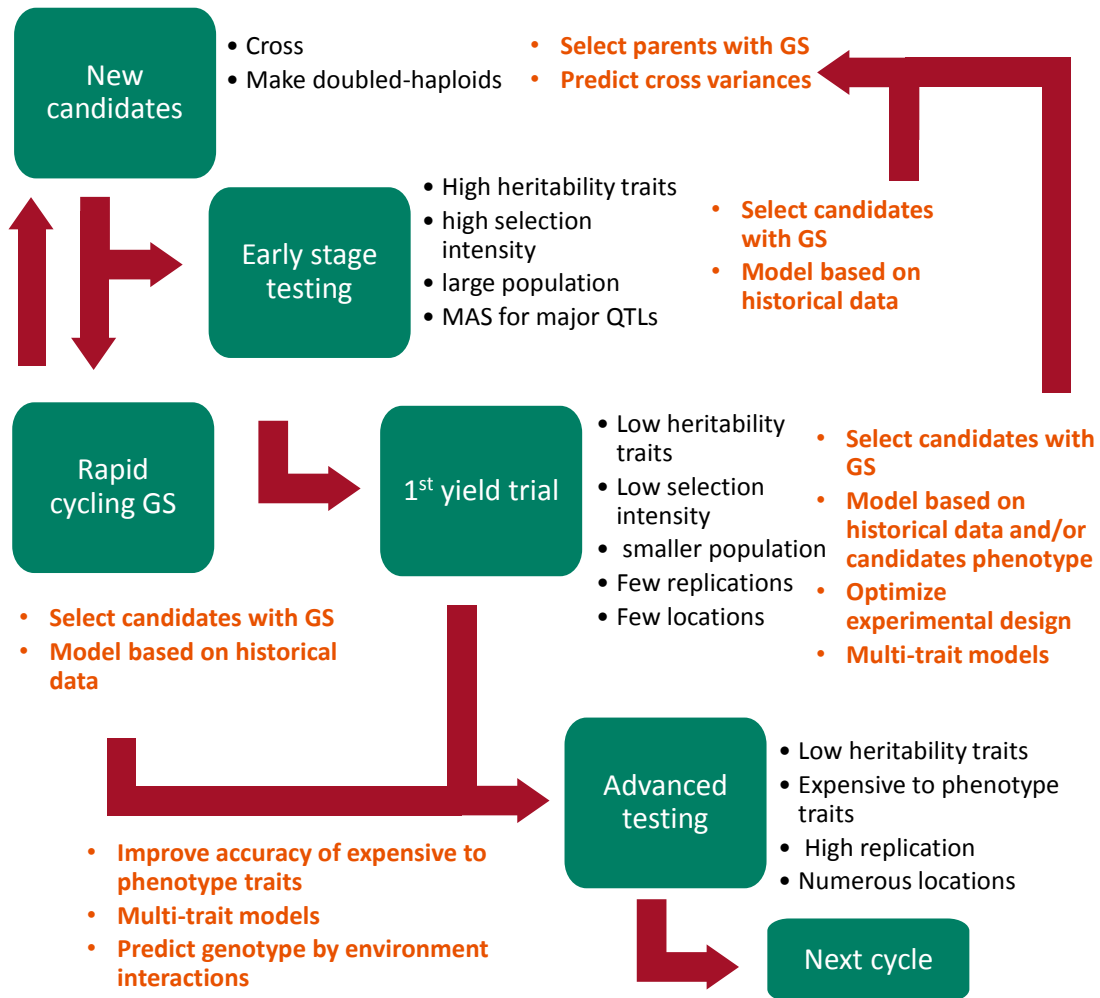 New
candidates
• Cross
• Make doubled-haploids
• Select parents with GS
• Predict cross variances
Early stage
testing
• High heritability traits
• high selection
intensity
• large population
• MAS for major QTLs
• Select candidates
with GS
• Model based on
historical data
Rapid
cycling GS
1st yield trial
• Low heritability
traits
• Low selection
intensity
• smaller population
• Few replications
• Few locations
• Select candidates with
GS
• Model based on
historical data and/or
candidates phenotype
• Optimize
experimental design
• Multi-trait models
• Select candidates with GS
• Model based on historical
data
Advanced
testing
• Low heritability traits
• Expensive to phenotype
traits
• High replication
• Numerous locations
• Improve accuracy of expensive to
phenotype traits
• Multi-trait models
• Predict genotype by environment
interactions
Next cycle